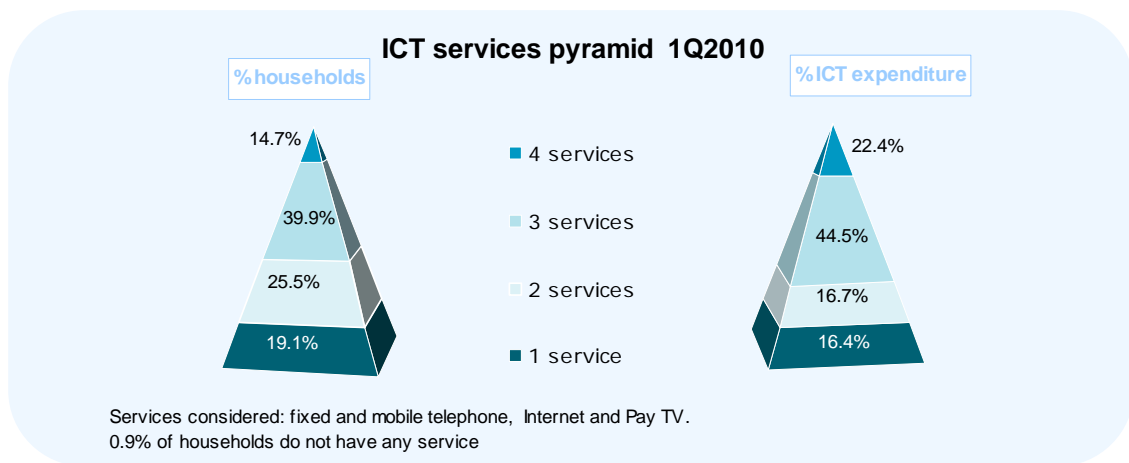 ICT services pyramid 1Q2010
% households
% ICT expenditure
14.7%
39.9%
25.5%
19.1%
4 services
3 services
2 services
1 service
22.4%
44.5%
16.7%
16.4%
Services considered: fixed and mobile telephone, Internet and Pay TV.
0.9% of households do not have any service